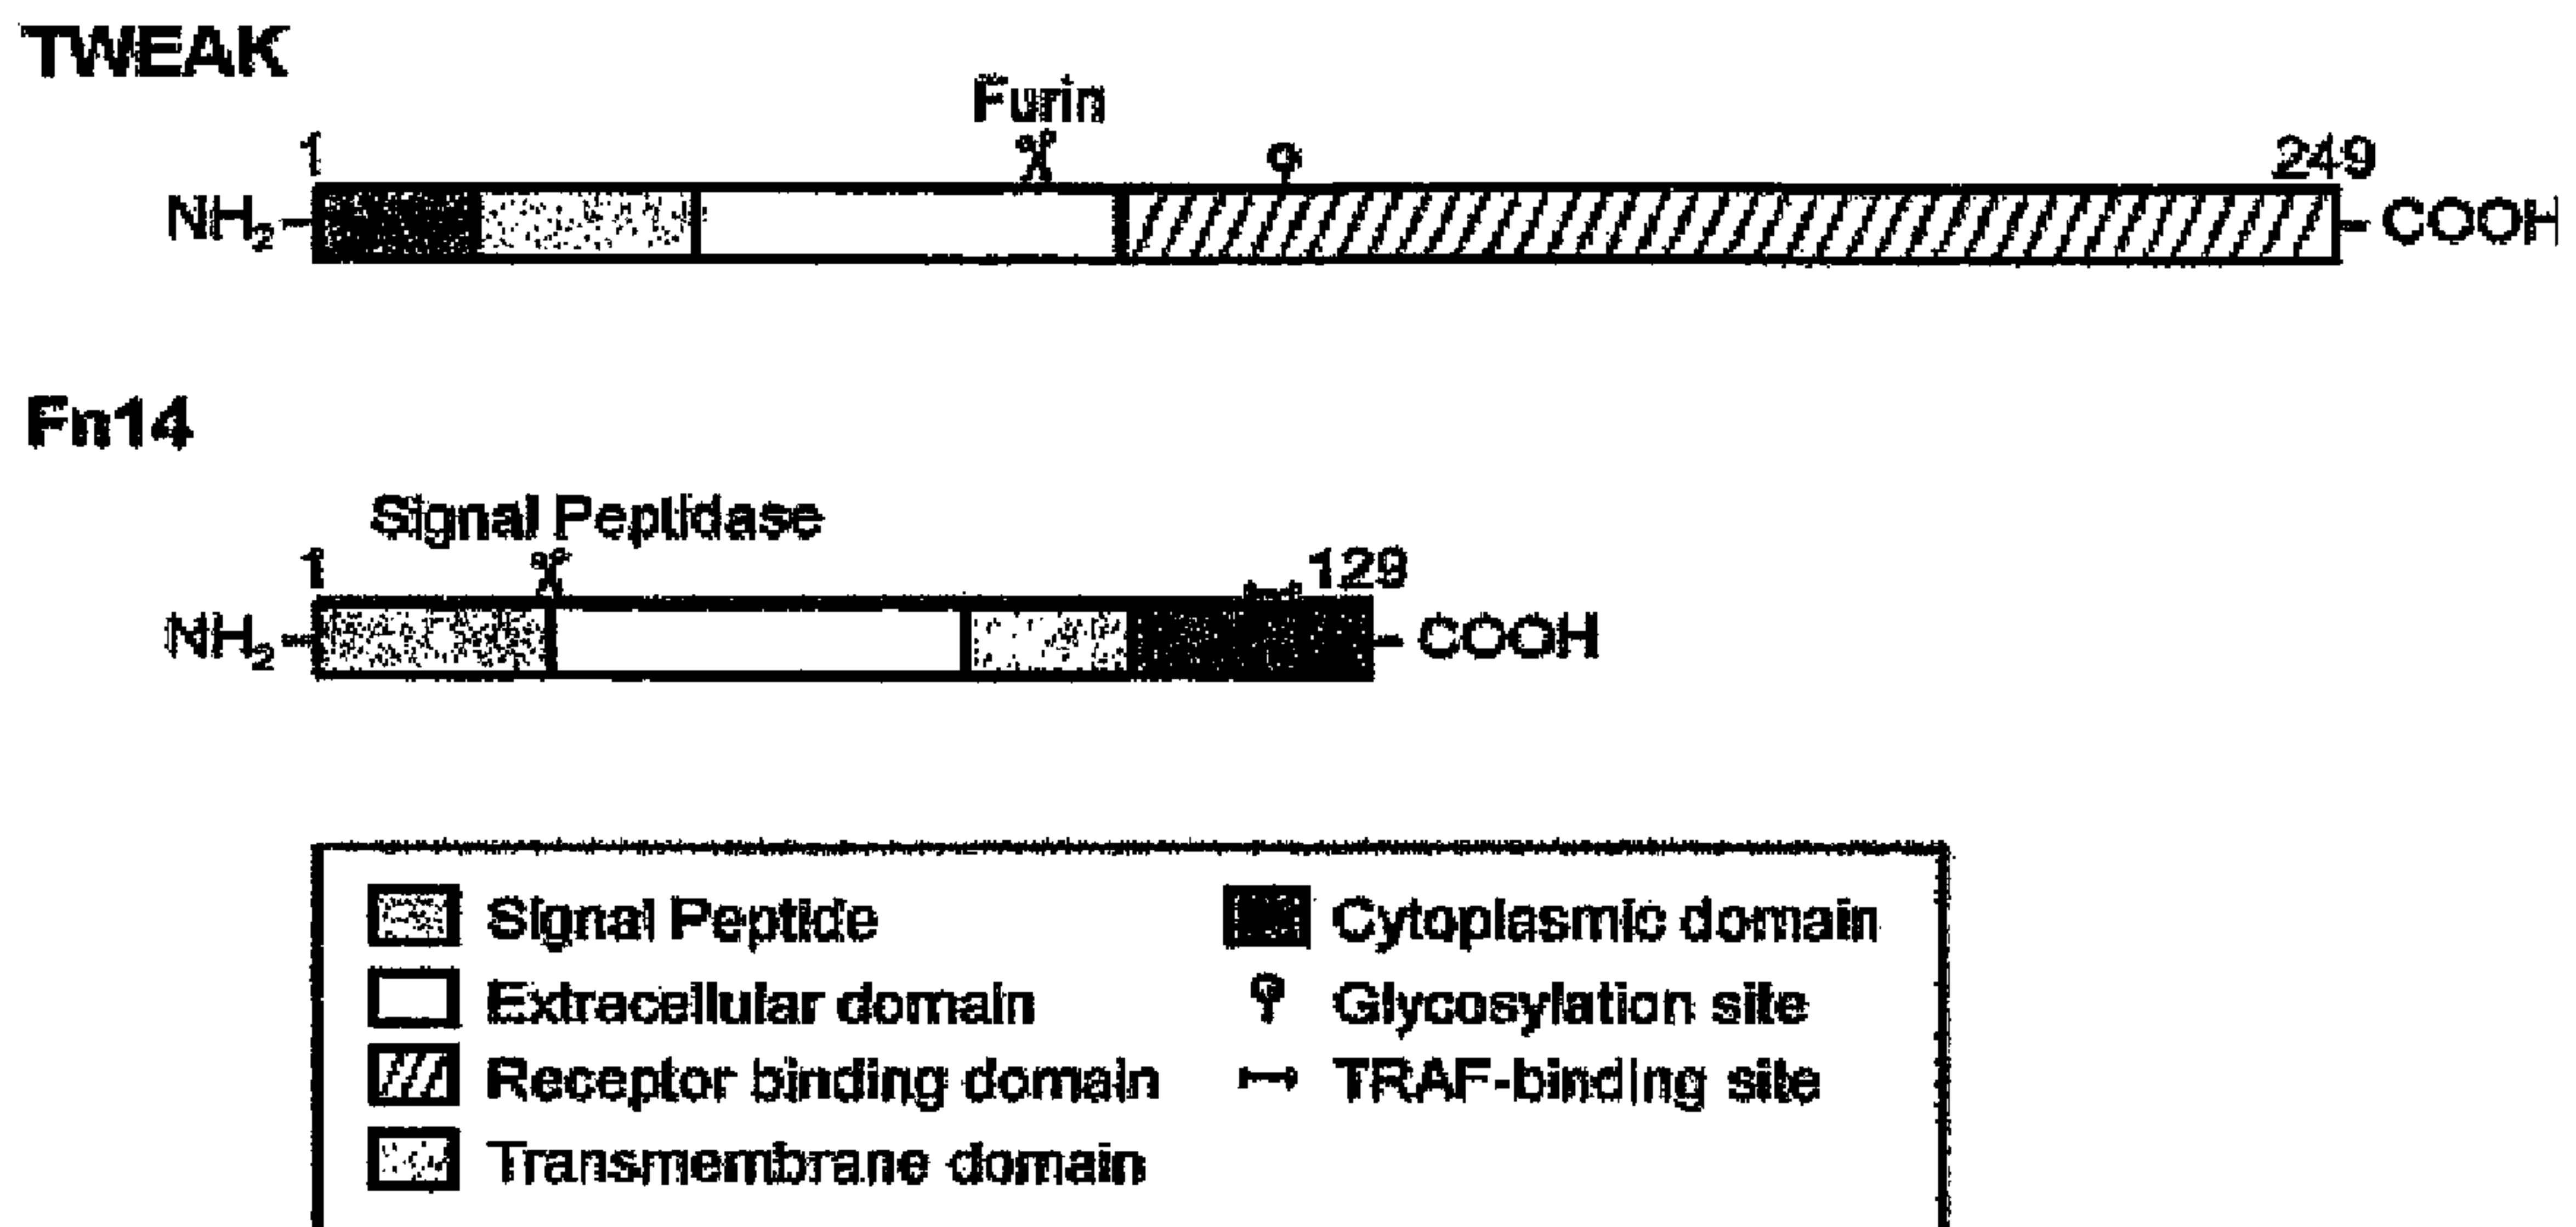 TWEAK
Furin
1 249
NH2 COOH
Fn14
Signal Peptidase
1 129
NH2 COOH
Signal Peptide
Extracellular domain
Receptor binding domain
Transmembrane domain
Cytoplasmic domain
Glycosylation site
TRAF-binding site